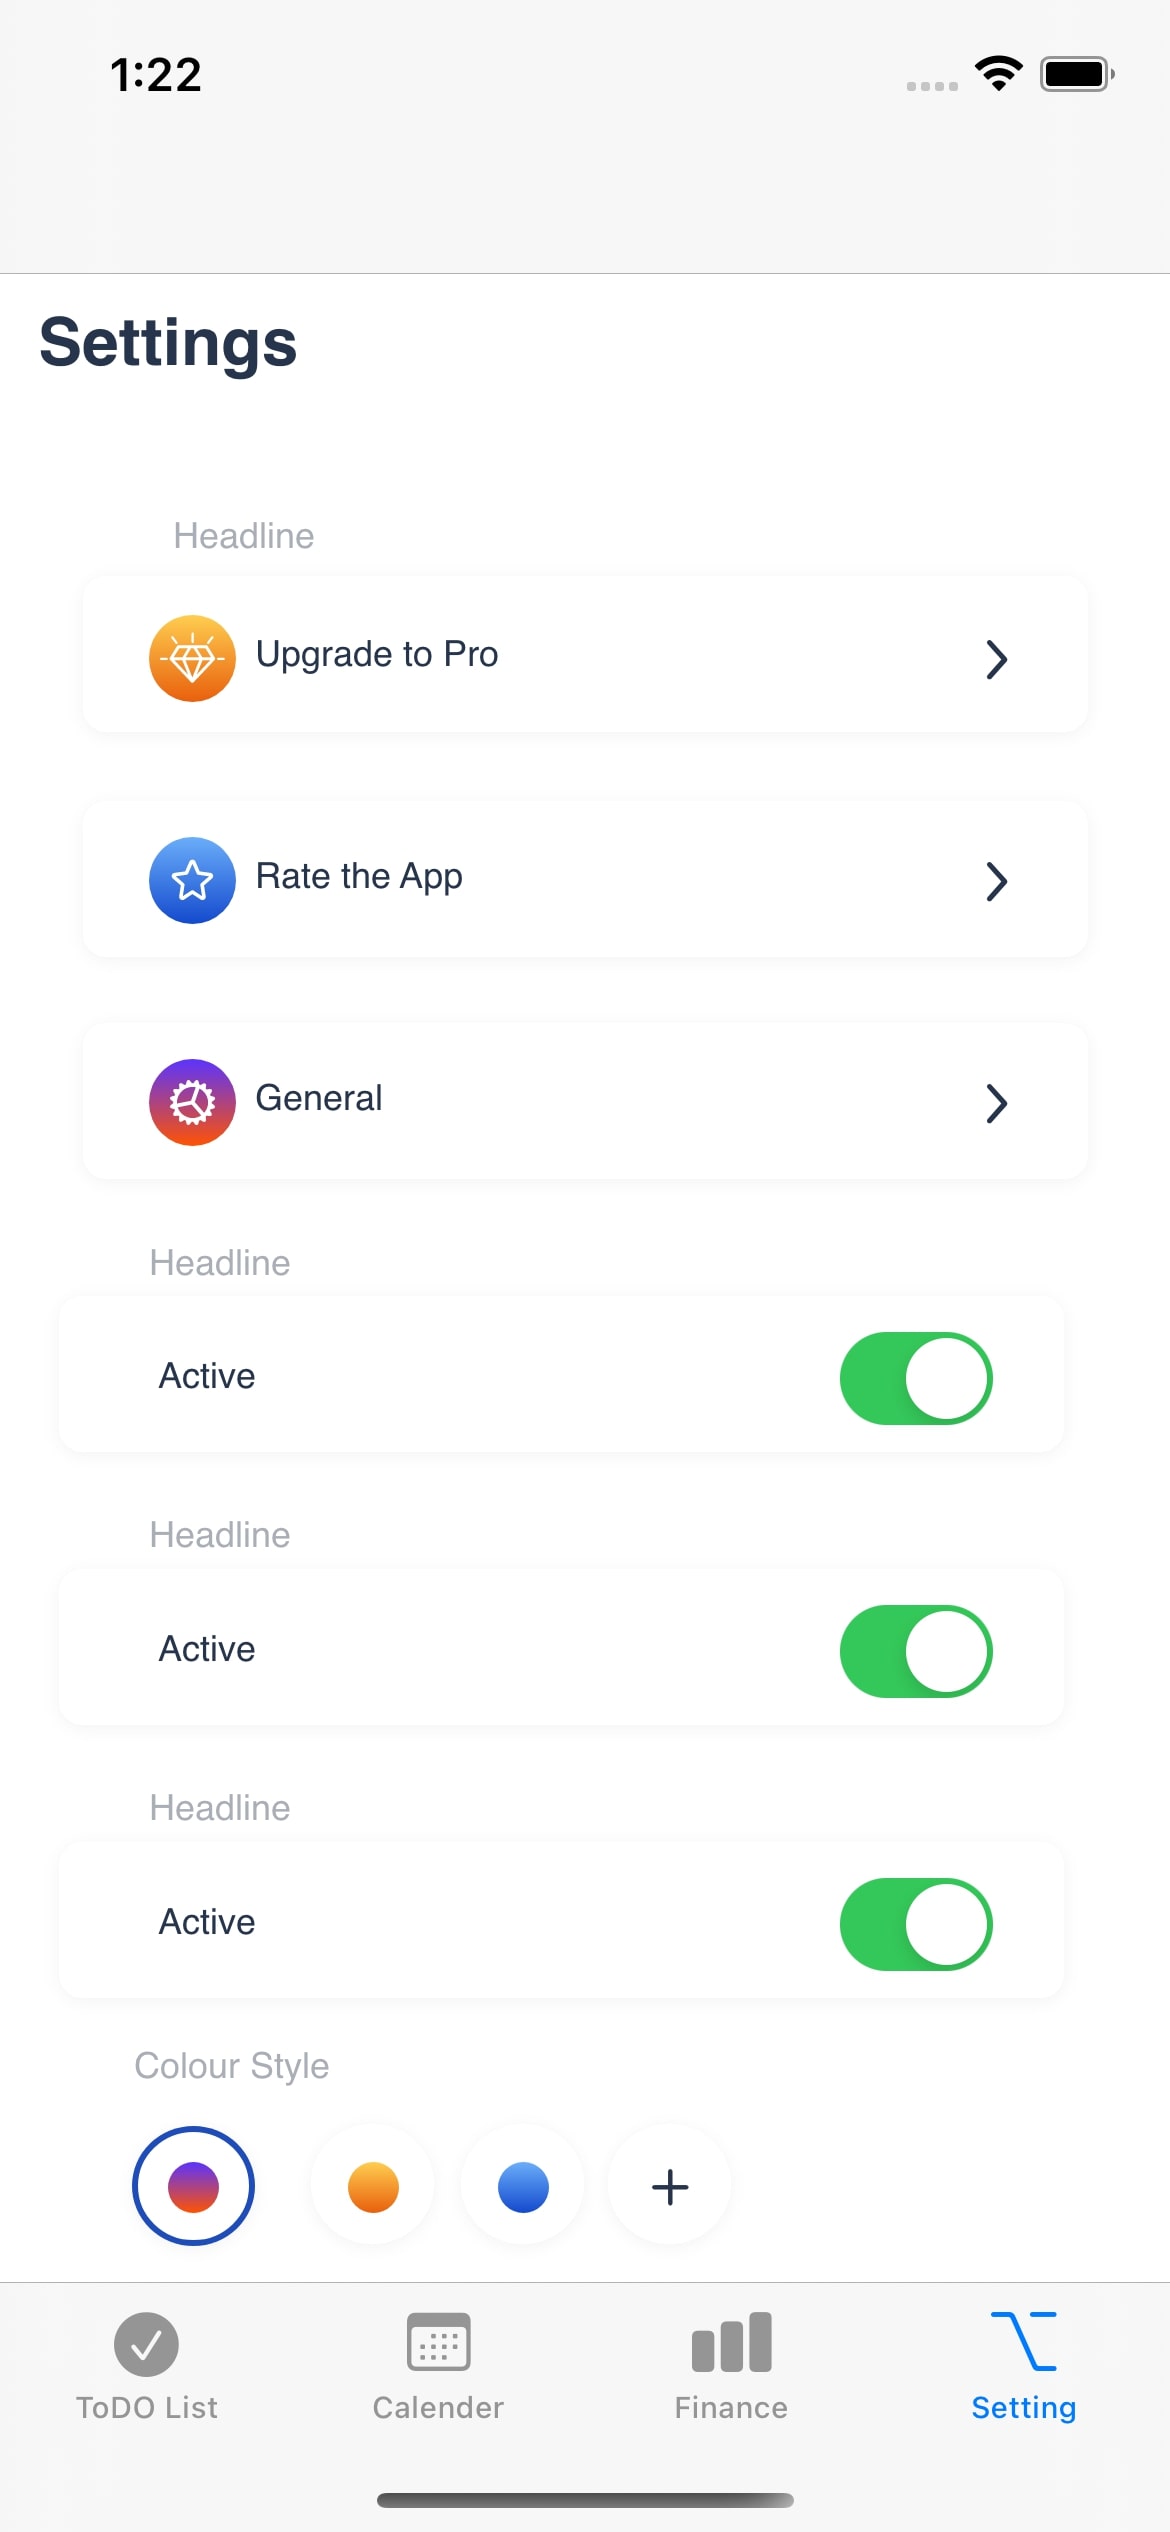 1:22
Settings
Headline
Upgrade to Pro
Rate the App
General
Headline
Active
Headline
Active
Headline
Active
Colour Style
ToDO List
Calender
Finance
Setting